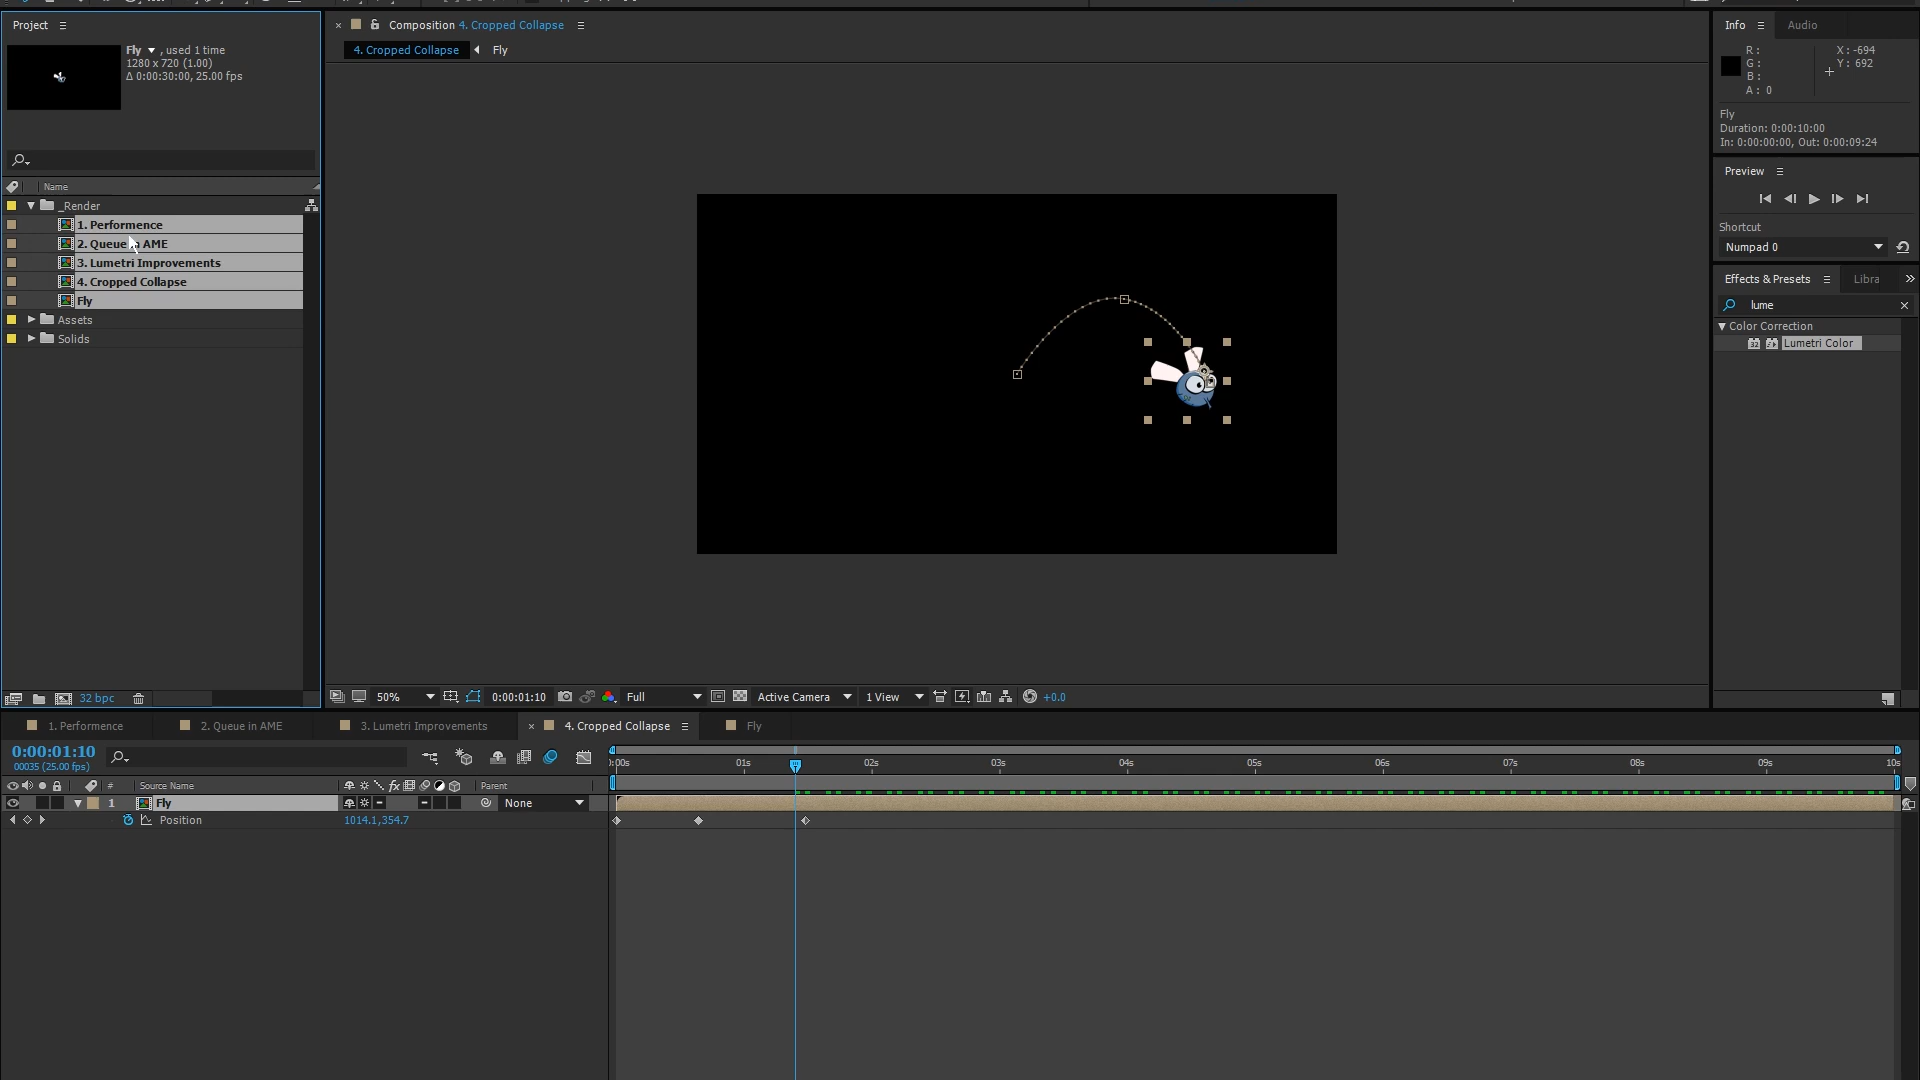 Project
Fly , used 1 time
1280 x 720 (1.00)
Δ 0:00:30:00, 25.00 fps
Name
_Render
1. Performence
2. Queue in AME
3. Lumetri Improvements
4. Cropped Collapse
Fly
Assets
Solids
32 bpc
Composition 4. Cropped Collapse
4. Cropped Collapse Fly
50% 0:00:01:10 Full Active Camera 1 View +0.0
Info Audio
R: X: -694
G: Y: 692
B:
A: 0
Fly
Duration: 0:00:10:00
In: 0:00:00:00, Out: 0:00:09:24
Preview
Shortcut
Numpad 0
Effects & Presets Libra
lume
Color Correction
32 Lumetri Color
1. Performence 2. Queue in AME 3. Lumetri Improvements 4. Cropped Collapse Fly
0:00:01:10
00035 (25.00 fps)
# Source Name fx Parent
1 Fly None
Position 1014.1,354.7
):00s 01s 02s 03s 04s 05s 06s 07s 08s 09s 10s